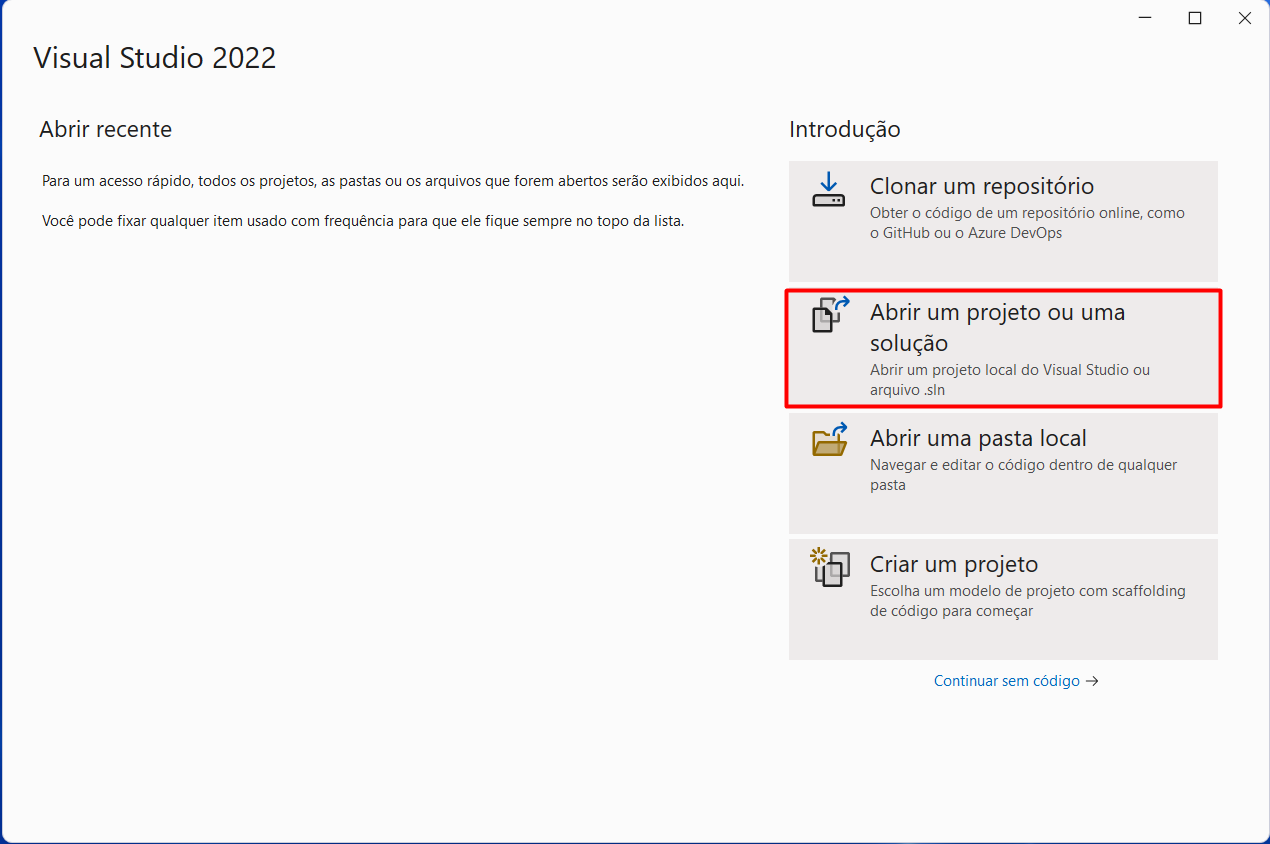 Visual Studio 2022
Abrir recente
Para um acesso rápido, todos os projetos, as pastas ou os arquivos que forem abertos serão exibidos aqui.
Você pode fixar qualquer item usado com frequência para que ele fique sempre no topo da lista.
Introdução
Clonar um repositório
Obter o código de um repositório online, como
o GitHub ou o Azure DevOps
Abrir um projeto ou uma
solução
Abrir um projeto local do Visual Studio ou
arquivo .sln
Abrir uma pasta local
Navegar e editar o código dentro de qualquer
pasta
Criar um projeto
Escolha um modelo de projeto com scaffolding
de código para começar
Continuar sem código →